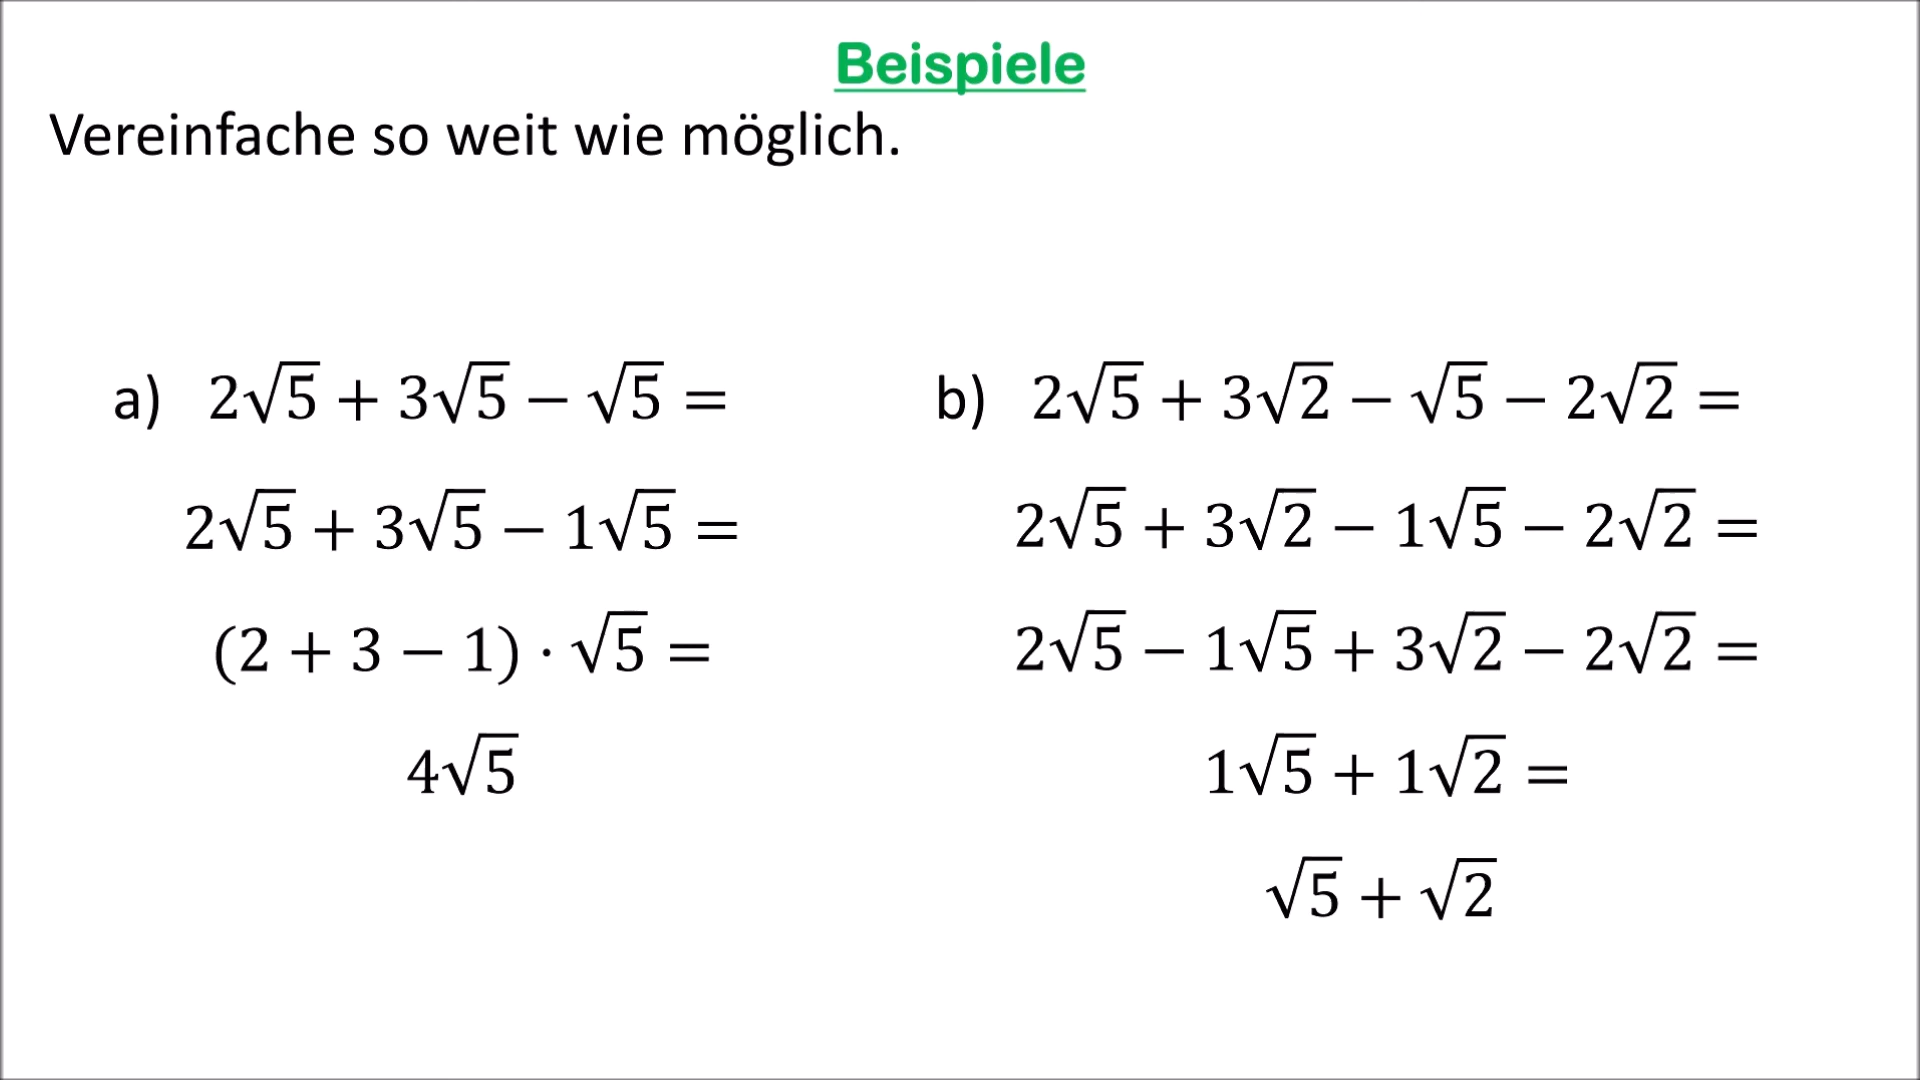 Beispiele
Vereinfache so weit wie möglich.
a) 2√5 + 3√5 − √5 =
2√5 + 3√5 − 1√5 =
(2 + 3 − 1) · √5 =
4√5
b) 2√5 + 3√2 − √5 − 2√2 =
2√5 + 3√2 − 1√5 − 2√2 =
2√5 − 1√5 + 3√2 − 2√2 =
1√5 + 1√2 =
√5 + √2